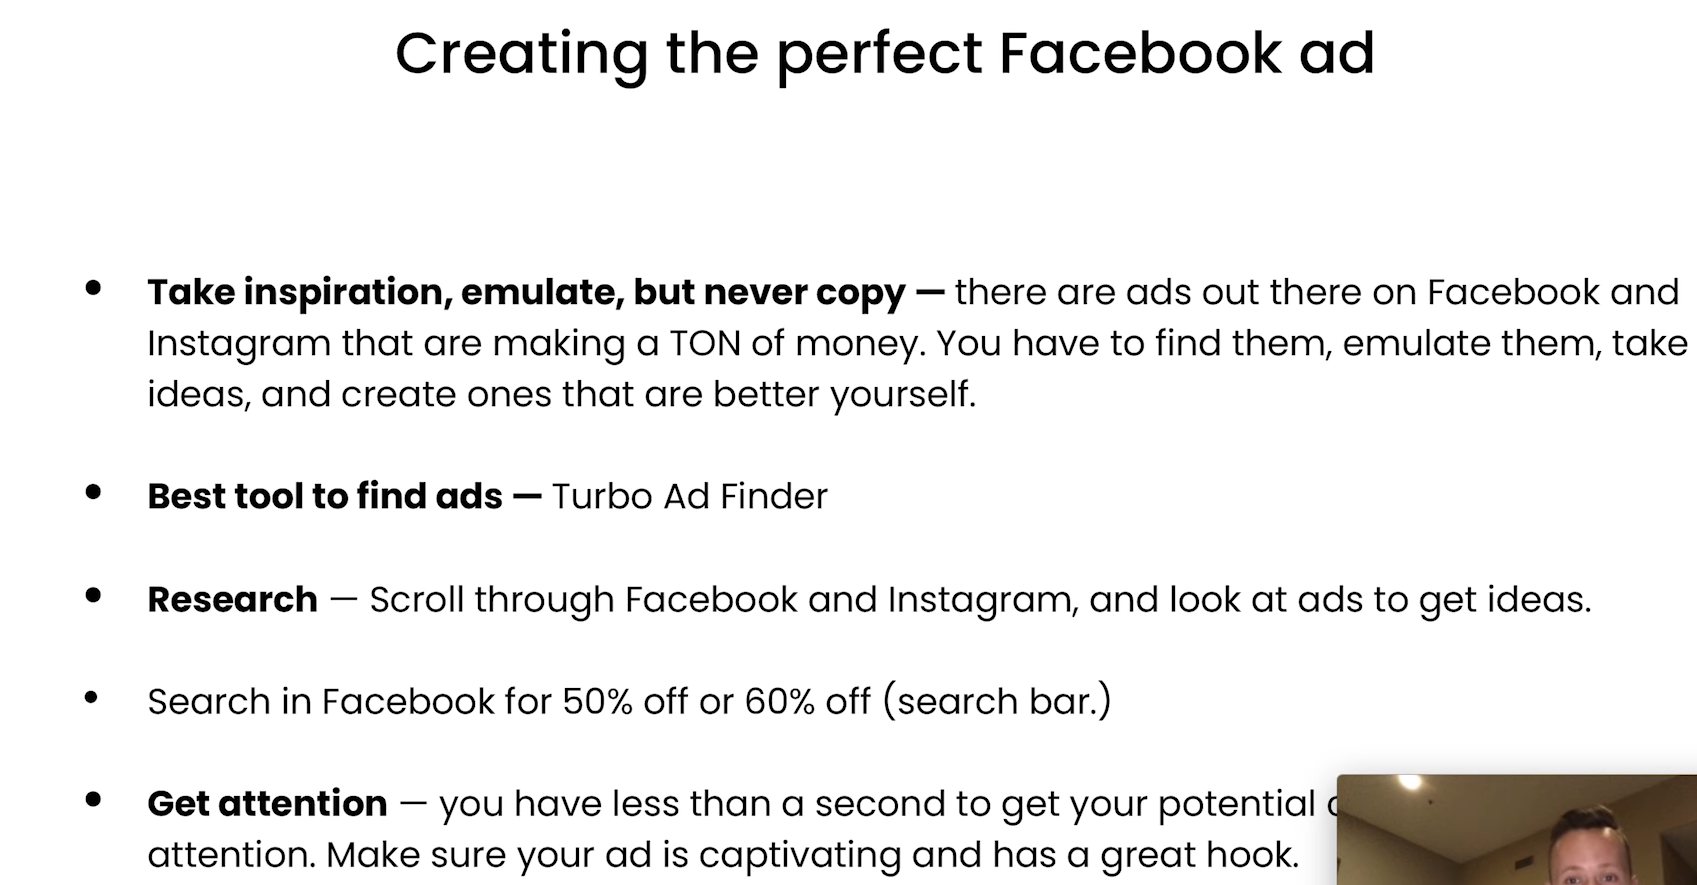 Creating the perfect Facebook ad
• Take inspiration, emulate, but never copy — there are ads out there on Facebook and
Instagram that are making a TON of money. You have to find them, emulate them, take
ideas, and create ones that are better yourself.
• Best tool to find ads — Turbo Ad Finder
• Research — Scroll through Facebook and Instagram, and look at ads to get ideas.
• Search in Facebook for 50% off or 60% off (search bar.)
• Get attention — you have less than a second to get your potential
attention. Make sure your ad is captivating and has a great hook.